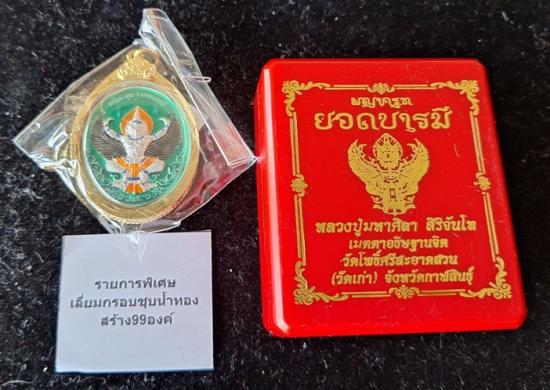 รายการพิเศษ
เลี่ยมกรอบชุบน้ำทอง
สร้าง99องค์
พญาครุฑ
ยอดบารมี
หลวงปู่มหาศิลา สิริจันโท
เมตตาอธิษฐานจิต
วัดโพธิ์ศรีสะอาดสวน
(วัดเก่า) จังหวัดกาฬสินธุ์